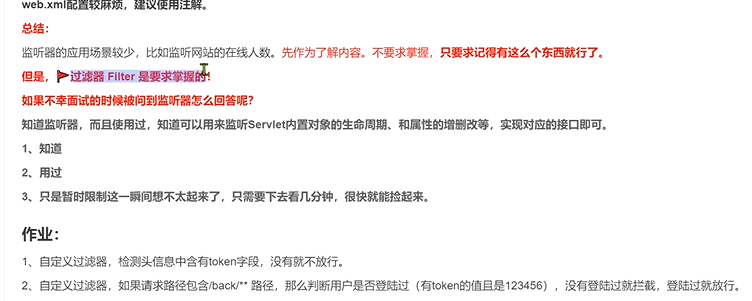 web.xml配置较麻烦，建议使用注解。
总结：
监听器的应用场景较少，比如监听网站的在线人数。先作为了解内容。不要求掌握，只要求记得有这么个东西就行了。
但是，🚩过滤器 Filter 是要求掌握的！
如果不幸面试的时候被问到监听器怎么回答呢？
知道监听器，而且使用过，知道可以用来监听Servlet内置对象的生命周期、和属性的增删改等，实现对应的接口即可。
1、知道
2、用过
3、只是暂时限制这一瞬间想不太起来了，只需要下去看几分钟，很快就能捡起来。
作业：
1、自定义过滤器，检测头信息中含有token字段，没有就不放行。
2、自定义过滤器，如果请求路径包含/back/** 路径，那么判断用户是否登陆过（有token的值且是123456），没有登陆过就拦截，登陆过就放行。